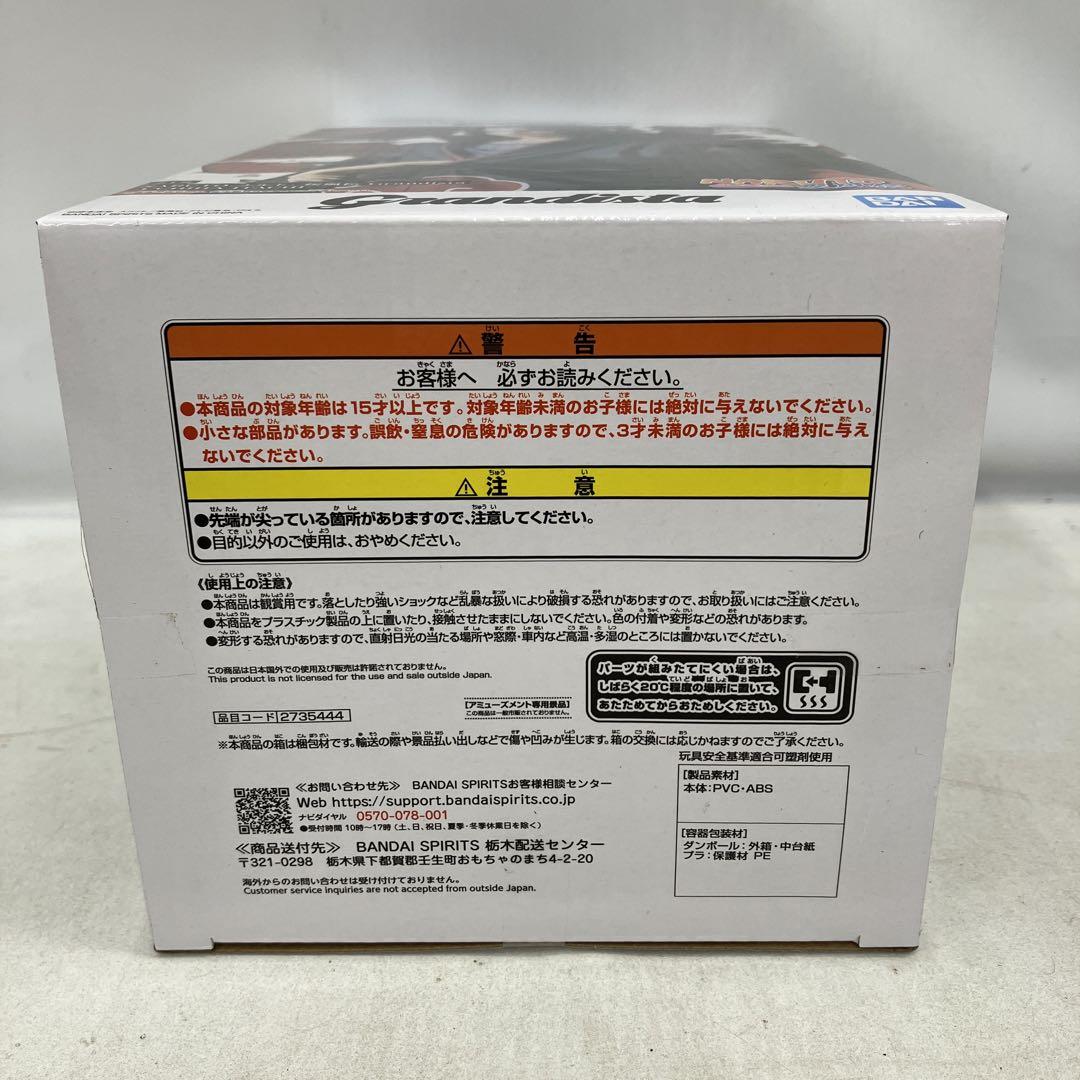 Grandista
BANDAI
BANDAI SPIRITS MADE IN CHINA
⚠ 警告
お客様へ 必ずお読みください。
●本商品の対象年齢は15才以上です。対象年齢未満のお子様には絶対に与えないでください。
●小さな部品があります。誤飲・窒息の危険がありますので、3才未満のお子様には絶対に与え
ないでください。
⚠ 注意
●先端が尖っている箇所がありますので、注意してください。
●目的以外のご使用は、おやめください。
《使用上の注意》
●本商品は観賞用です。落としたり強いショックなど乱暴な扱いにより破損する恐れがありますので、お取り扱いにはご注意ください。
●本商品をプラスチック製品の上に置いたり、接触させたままにしないでください。色の付着や変形などの恐れがあります。
●変形する恐れがありますので、直射日光の当たる場所や窓際・車内など高温・多湿のところには置かないでください。
この商品は日本国外での使用及び販売は許諾されておりません。
This product is not licensed for the use and sale outside Japan.
パーツが組みたてにくい場合は、
しばらく20℃程度の場所に置いて、
あたためてからおためしください。
[アミューズメント専用景品]
この商品は一般市販されておりません。
品目コード 2735444
※本商品の箱は梱包材です。輸送の際や景品払い出しなどで傷や凹みが生じます。箱の交換には応じかねますのでご了承ください。
玩具安全基準適合可塑剤使用
[製品素材]
本体:PVC・ABS
[容器包装材]
ダンボール:外箱・中台紙
プラ:保護材 PE
≪お問い合わせ先≫ BANDAI SPIRITSお客様相談センター
Web https://support.bandaispirits.co.jp
ナビダイヤル 0570-078-001
●受付時間 10時〜17時 (土、日、祝日、夏季・冬季休業日を除く)
≪商品送付先≫ BANDAI SPIRITS 栃木配送センター
〒321-0298 栃木県下都賀郡壬生町おもちゃのまち4-2-20
海外からのお問い合わせは受け付けておりません。
Customer service inquiries are not accepted from outside Japan.